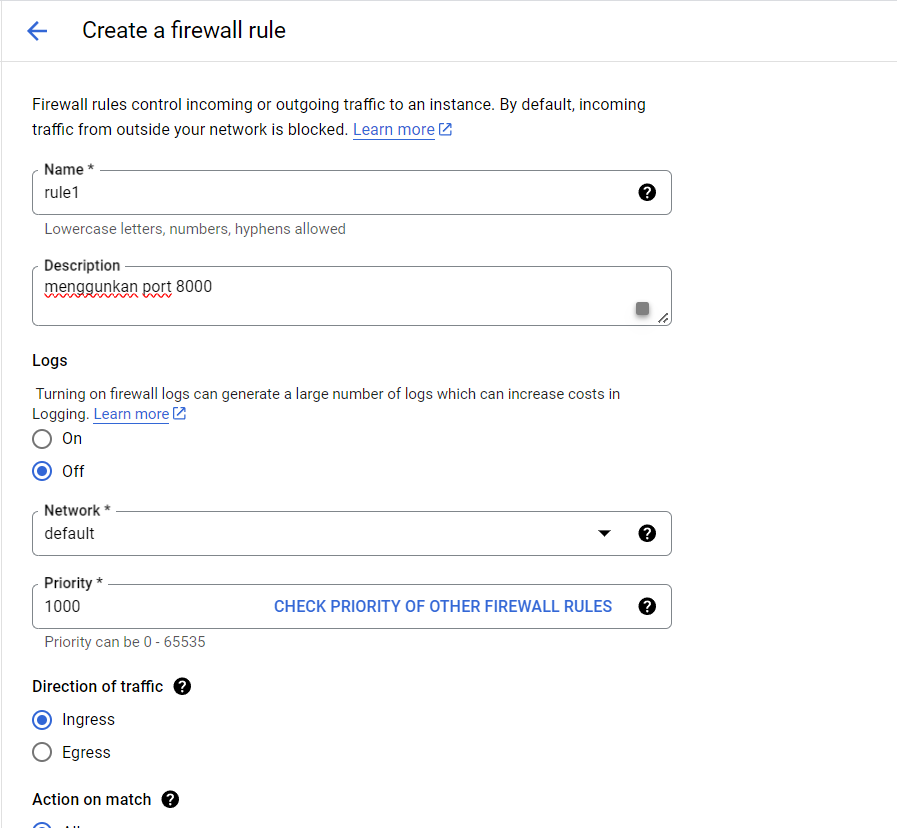 Create a firewall rule
Firewall rules control incoming or outgoing traffic to an instance. By default, incoming
traffic from outside your network is blocked. Learn more
Name *
rule1
Lowercase letters, numbers, hyphens allowed
Description
menggunkan port 8000
Logs
Turning on firewall logs can generate a large number of logs which can increase costs in
Logging. Learn more
On
Off
Network *
default
Priority *
1000 CHECK PRIORITY OF OTHER FIREWALL RULES
Priority can be 0 - 65535
Direction of traffic
Ingress
Egress
Action on match